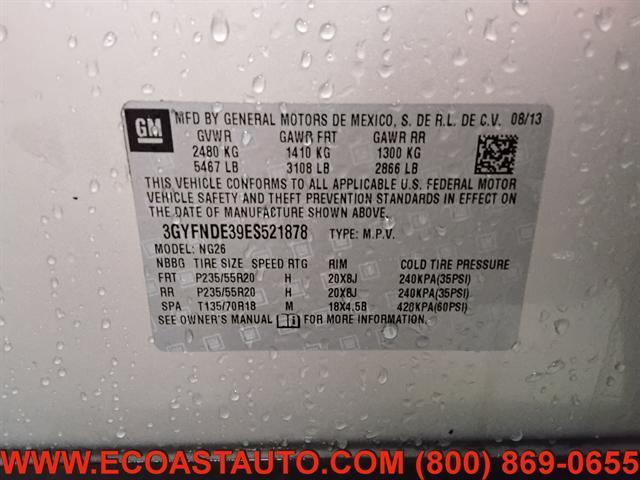 GM
MFD BY GENERAL MOTORS DE MEXICO, S. DE R.L. DE C.V. 08/13
GVWR GAWR FRT GAWR RR
2480 KG 1410 KG 1300 KG
5467 LB 3108 LB 2866 LB
THIS VEHICLE CONFORMS TO ALL APPLICABLE U.S. FEDERAL MOTOR
VEHICLE SAFETY AND THEFT PREVENTION STANDARDS IN EFFECT ON
THE DATE OF MANUFACTURE SHOWN ABOVE.
3GYFNDE39ES521878 TYPE: M.P.V.
MODEL: NG26
NBBG TIRE SIZE SPEED RTG RIM COLD TIRE PRESSURE
FRT P235/55R20 H 20X8J 240KPA(35PSI)
RR P235/55R20 H 20X8J 240KPA(35PSI)
SPA T135/70R18 M 18X4.5B 420KPA(60PSI)
SEE OWNER'S MANUAL FOR MORE INFORMATION.
WWW.ECOASTAUTO.COM (800) 869-0655